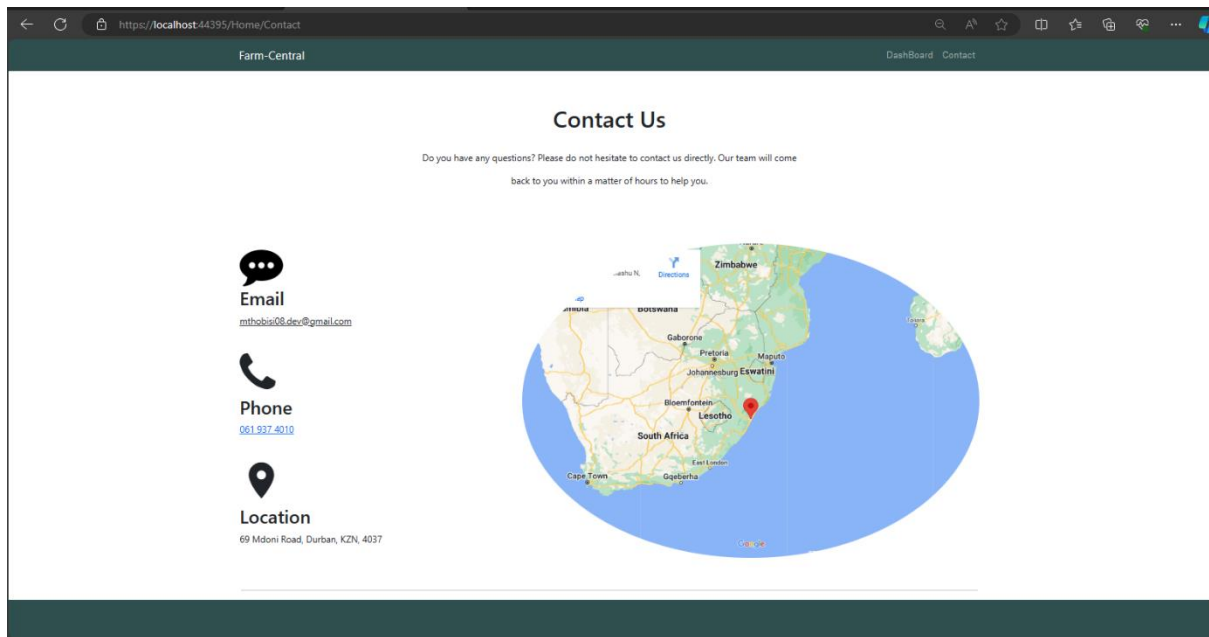 https://localhost:44395/Home/Contact
Farm-Central
DashBoard Contact
Contact Us
Do you have any questions? Please do not hesitate to contact us directly. Our team will come
back to you within a matter of hours to help you.
Email
mthobisi08.dev@gmail.com
Phone
061 937 4010
Location
69 Mdoni Road, Durban, KZN, 4037
Directions
Zimbabwe
Botswana
Gaborone
Pretoria
Maputo
Johannesburg
Eswatini
Bloemfontein
Lesotho
South Africa
East London
Cape Town
Gqeberha
Google